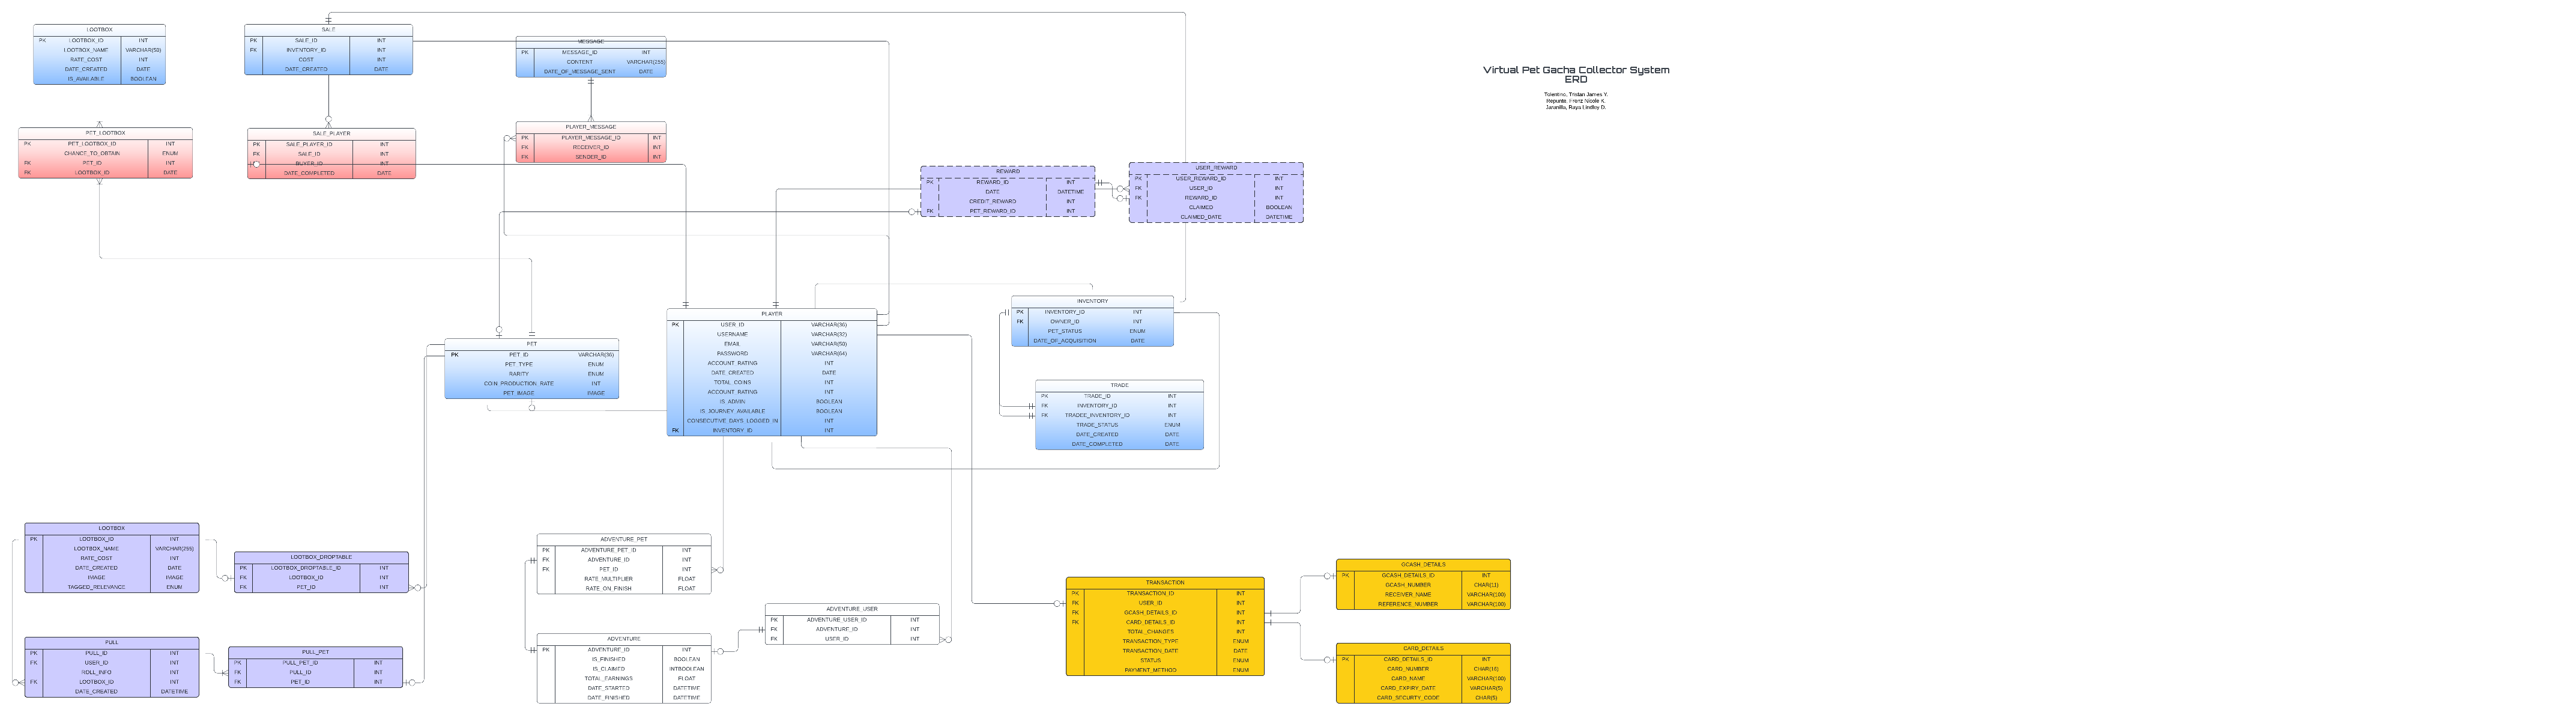 LOOTBOX
PK LOOTBOX_ID INT
LOOTBOX_NAME VARCHAR(50)
RATE_COST INT
DATE_CREATED DATE
IS_AVAILABLE BOOLEAN
SALE
PK SALE_ID INT
FK INVENTORY_ID INT
COST INT
DATE_CREATED DATE
MESSAGE
PK MESSAGE_ID INT
CONTENT VARCHAR(255)
DATE_OF_MESSAGE_SENT DATE
Virtual Pet Gacha Collector System
ERD
Tolentino, Tristan James Y.
Repunte, Franz Nicole K.
Jaranilla, Raya Lindley D.
PET_LOOTBOX
PK PET_LOOTBOX_ID INT
CHANCE_TO_OBTAIN ENUM
FK PET_ID INT
FK LOOTBOX_ID DATE
SALE_PLAYER
PK SALE_PLAYER_ID INT
FK SALE_ID INT
BUYER_ID INT
DATE_COMPLETED DATE
PLAYER_MESSAGE
PK PLAYER_MESSAGE_ID INT
FK RECEIVER_ID INT
FK SENDER_ID INT
REWARD
PK REWARD_ID INT
DATE DATETIME
CREDIT_REWARD INT
FK PET_REWARD_ID INT
USER_REWARD
PK USER_REWARD_ID INT
FK USER_ID INT
FK REWARD_ID INT
CLAIMED BOOLEAN
CLAIMED_DATE DATETIME
PET
PK PET_ID VARCHAR(36)
PET_TYPE ENUM
RARITY ENUM
COIN_PRODUCTION_RATE INT
PET_IMAGE IMAGE
PLAYER
PK USER_ID VARCHAR(36)
USERNAME VARCHAR(32)
EMAIL VARCHAR(50)
PASSWORD VARCHAR(64)
ACCOUNT_RATING INT
DATE_CREATED DATE
TOTAL_COINS INT
ACCOUNT_RATING INT
IS_ADMIN BOOLEAN
IS_JOURNEY_AVAILABLE BOOLEAN
CONSECUTIVE_DAYS_LOGGED_IN INT
FK INVENTORY_ID INT
INVENTORY
PK INVENTORY_ID INT
FK OWNER_ID INT
PET_STATUS ENUM
DATE_OF_ACQUISITION DATE
TRADE
PK TRADE_ID INT
FK INVENTORY_ID INT
FK TRADEE_INVENTORY_ID INT
TRADE_STATUS ENUM
DATE_CREATED DATE
DATE_COMPLETED DATE
LOOTBOX
PK LOOTBOX_ID INT
LOOTBOX_NAME VARCHAR(255)
RATE_COST INT
DATE_CREATED DATE
IMAGE IMAGE
TAGGED_RELEVANCE ENUM
LOOTBOX_DROPTABLE
PK LOOTBOX_DROPTABLE_ID INT
FK LOOTBOX_ID INT
FK PET_ID INT
PULL
PK PULL_ID INT
FK USER_ID INT
ROLL_INFO INT
FK LOOTBOX_ID INT
DATE_CREATED DATETIME
PULL_PET
PK PULL_PET_ID INT
FK PULL_ID INT
FK PET_ID INT
ADVENTURE_PET
PK ADVENTURE_PET_ID INT
FK ADVENTURE_ID INT
FK PET_ID INT
RATE_MULTIPLIER FLOAT
RATE_ON_FINISH FLOAT
ADVENTURE
PK ADVENTURE_ID INT
IS_FINISHED BOOLEAN
IS_CLAIMED INTBOOLEAN
TOTAL_EARNINGS FLOAT
DATE_STARTED DATETIME
DATE_FINISHED DATETIME
ADVENTURE_USER
PK ADVENTURE_USER_ID INT
FK ADVENTURE_ID INT
FK USER_ID INT
TRANSACTION
PK TRANSACTION_ID INT
FK USER_ID INT
FK GCASH_DETAILS_ID INT
FK CARD_DETAILS_ID INT
TOTAL_CHANGES INT
TRANSACTION_TYPE ENUM
TRANSACTION_DATE DATE
STATUS ENUM
PAYMENT_METHOD ENUM
GCASH_DETAILS
PK GCASH_DETAILS_ID INT
GCASH_NUMBER CHAR(11)
RECEIVER_NAME VARCHAR(100)
REFERENCE_NUMBER VARCHAR(100)
CARD_DETAILS
PK CARD_DETAILS_ID INT
CARD_NUMBER CHAR(16)
CARD_NAME VARCHAR(100)
CARD_EXPIRY_DATE VARCHAR(5)
CARD_SECURTY_CODE